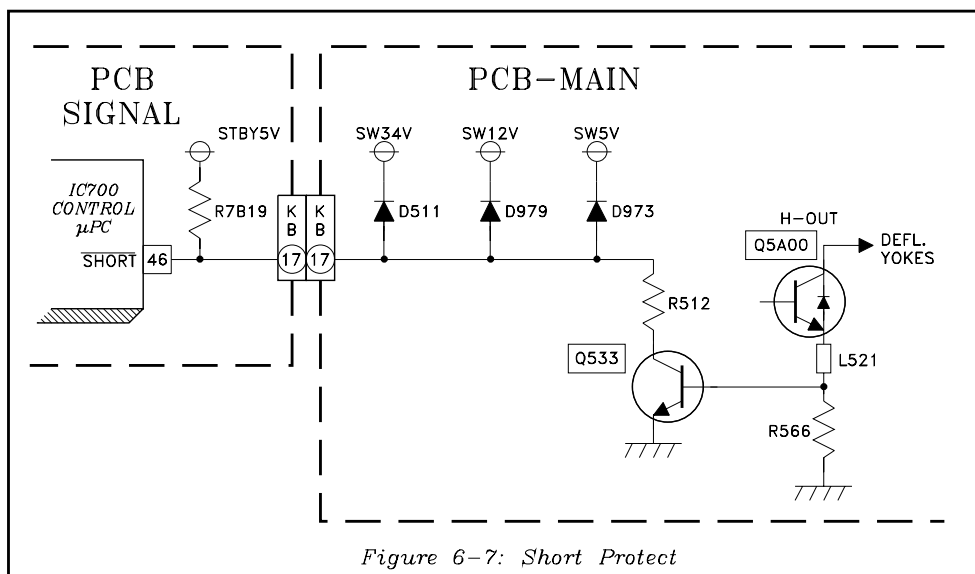 PCB
SIGNAL
PCB-MAIN
STBY5V
SW34V
SW12V
SW5V
IC700
CONTROL
µPC
R7B19
K
B
17
K
B
17
D511
D979
D973
H-OUT
Q5A00
DEFL.
YOKES
SHORT
46
R512
Q533
L521
R566
Figure 6-7: Short Protect